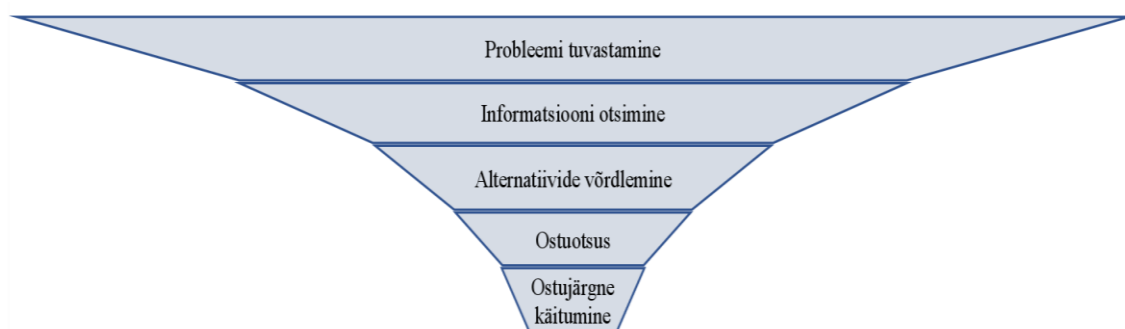 Probleemi tuvastamine
Informatsiooni otsimine
Alternatiivide võrdlemine
Ostuotsus
Ostujärgne
käitumine